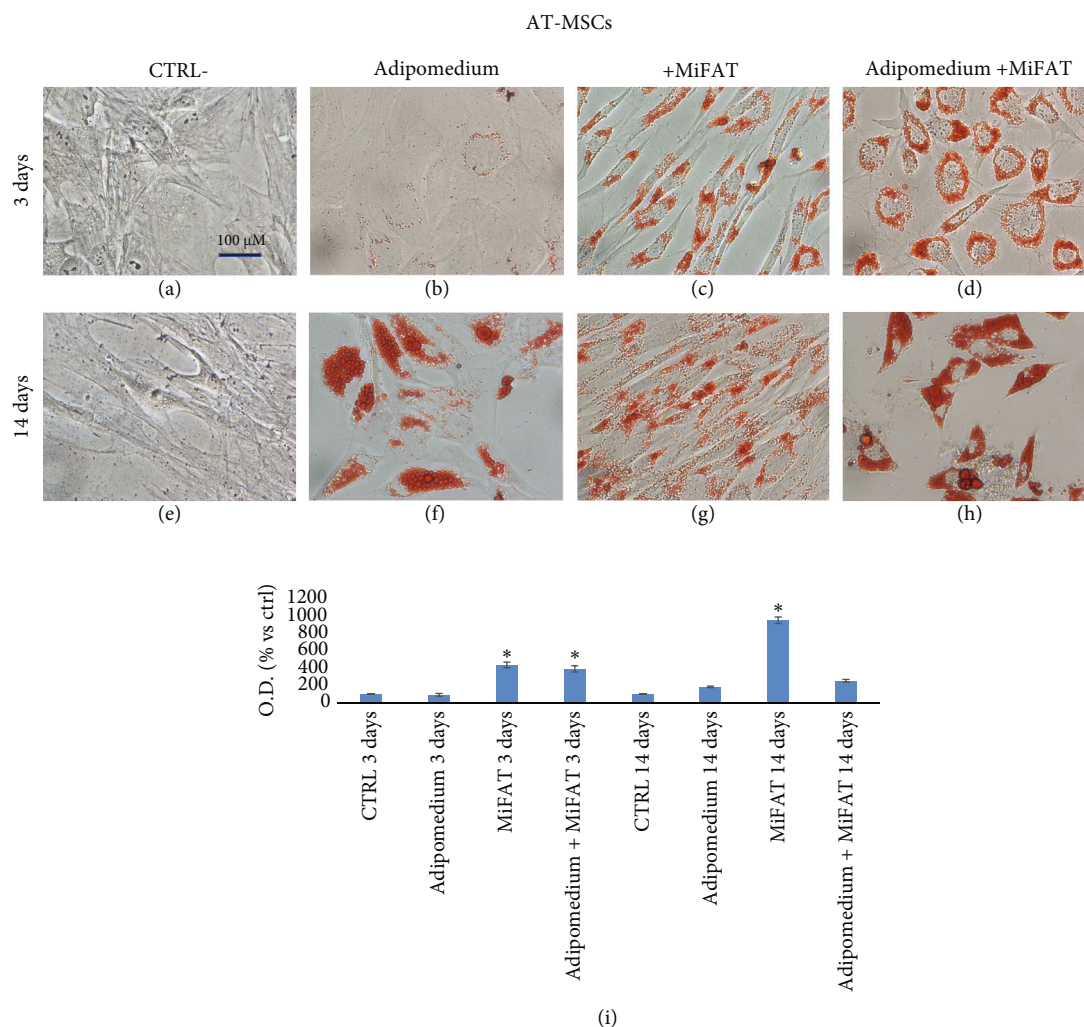 AT-MSCs
CTRL-
Adipomedium
+MiFAT
Adipomedium +MiFAT
3 days
100 μM
(a)
(b)
(c)
(d)
14 days
(e)
(f)
(g)
(h)
O.D. (% vs ctrl)
1200
1000
800
600
400
200
0
*
*
*
CTRL 3 days
Adipomedium 3 days
MiFAT 3 days
Adipomedium + MiFAT 3 days
CTRL 14 days
Adipomedium 14 days
MiFAT 14 days
Adipomedium + MiFAT 14 days
(i)